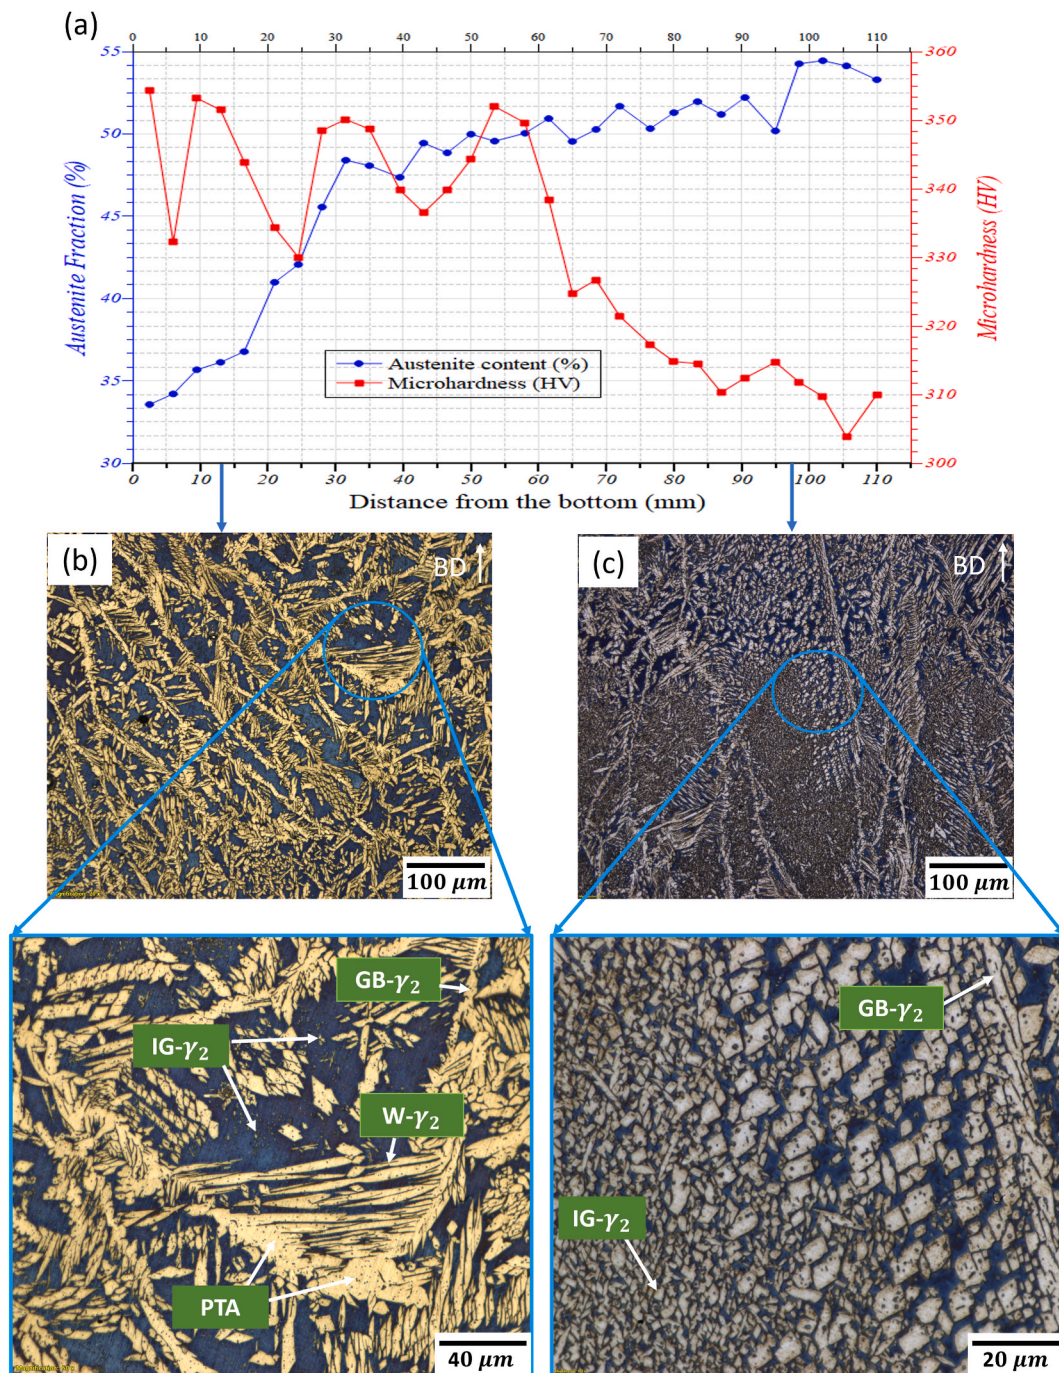 (a)
0 10 20 30 40 50 60 70 80 90 100 110
55
50
45
40
35
30
Austenite Fraction (%)
360
350
340
330
320
310
300
Microhardness (HV)
Austenite content (%)
Microhardness (HV)
0 10 20 30 40 50 60 70 80 90 100 110
Distance from the bottom (mm)
(b)
BD
100 μm
(c)
BD
100 μm
GB-γ₂
IG-γ₂
W-γ₂
PTA
40 μm
GB-γ₂
IG-γ₂
20 μm